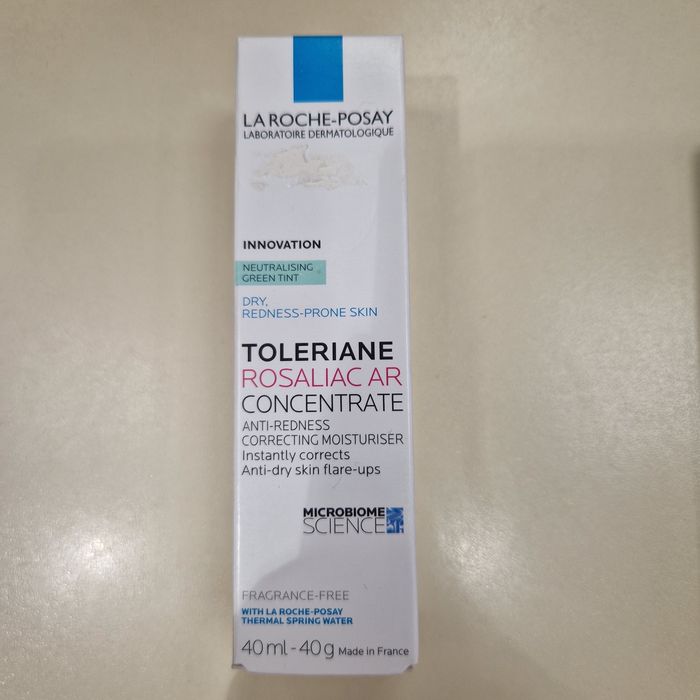 LA ROCHE-POSAY
LABORATOIRE DERMATOLOGIQUE
INNOVATION
NEUTRALISING
GREEN TINT
DRY,
REDNESS-PRONE SKIN
TOLERIANE
ROSALIAC AR
CONCENTRATE
ANTI-REDNESS
CORRECTING MOISTURISER
Instantly corrects
Anti-dry skin flare-ups
MICROBIOME
SCIENCE
FRAGRANCE-FREE
WITH LA ROCHE-POSAY
THERMAL SPRING WATER
40 ml - 40 g Made in France